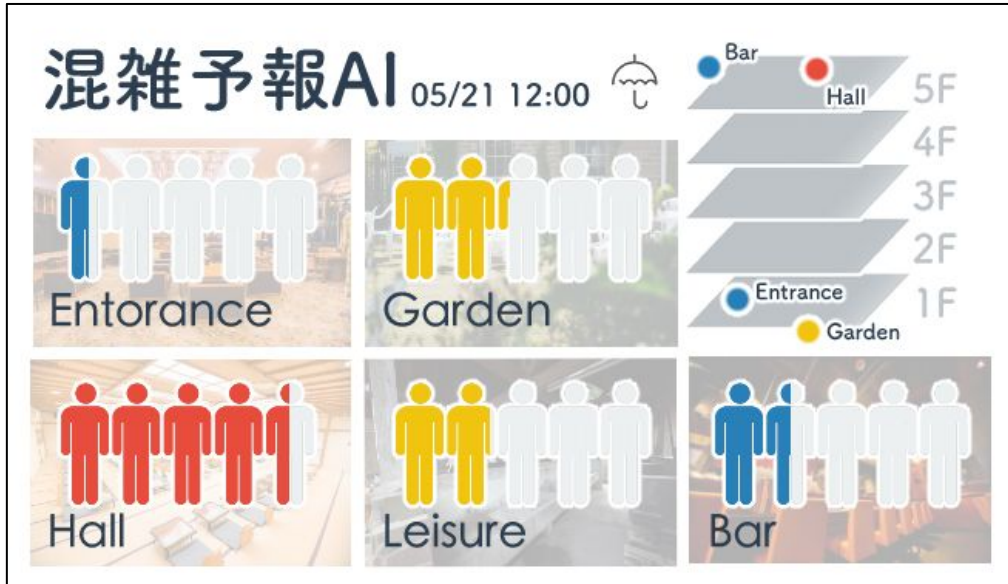 混雑予報AI 05/21 12:00
Bar
Hall
5F
4F
3F
2F
Entrance
1F
Garden
Entorance
Garden
Hall
Leisure
Bar